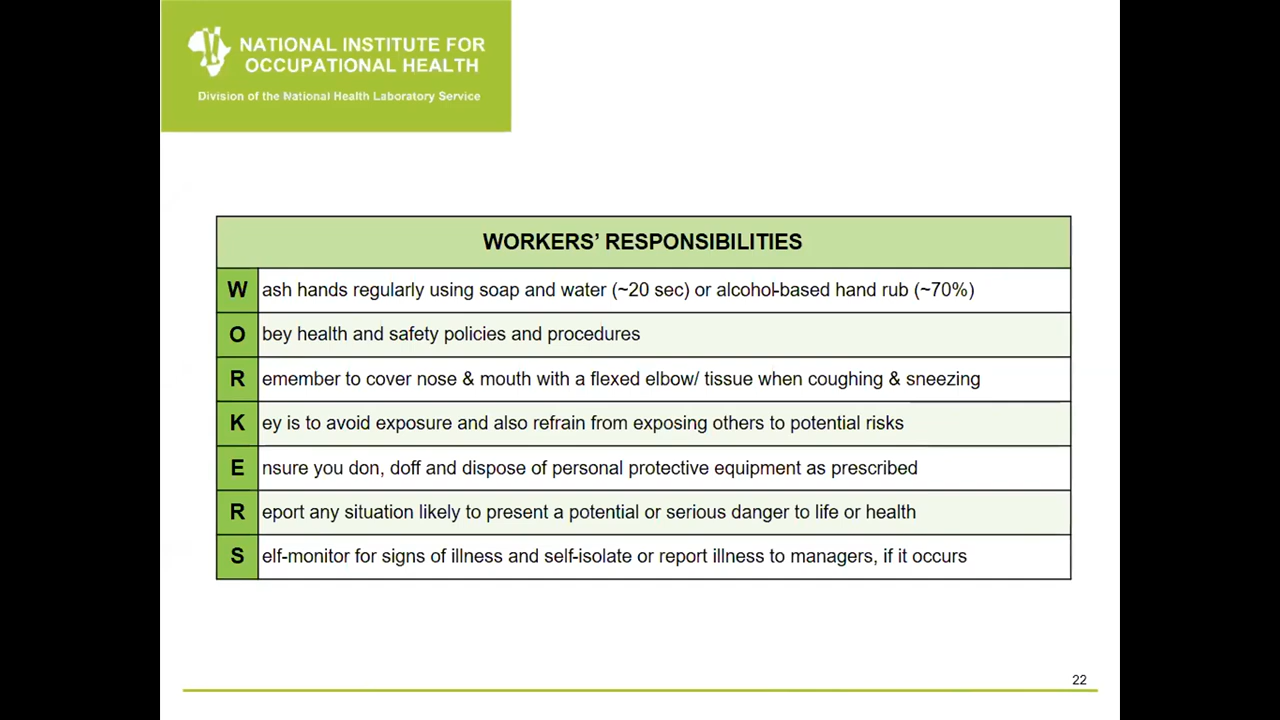 NATIONAL INSTITUTE FOR
OCCUPATIONAL HEALTH
Division of the National Health Laboratory Service
WORKERS' RESPONSIBILITIES
W ash hands regularly using soap and water (~20 sec) or alcohol-based hand rub (~70%)
O bey health and safety policies and procedures
R emember to cover nose & mouth with a flexed elbow/ tissue when coughing & sneezing
K ey is to avoid exposure and also refrain from exposing others to potential risks
E nsure you don, doff and dispose of personal protective equipment as prescribed
R eport any situation likely to present a potential or serious danger to life or health
S elf-monitor for signs of illness and self-isolate or report illness to managers, if it occurs
22